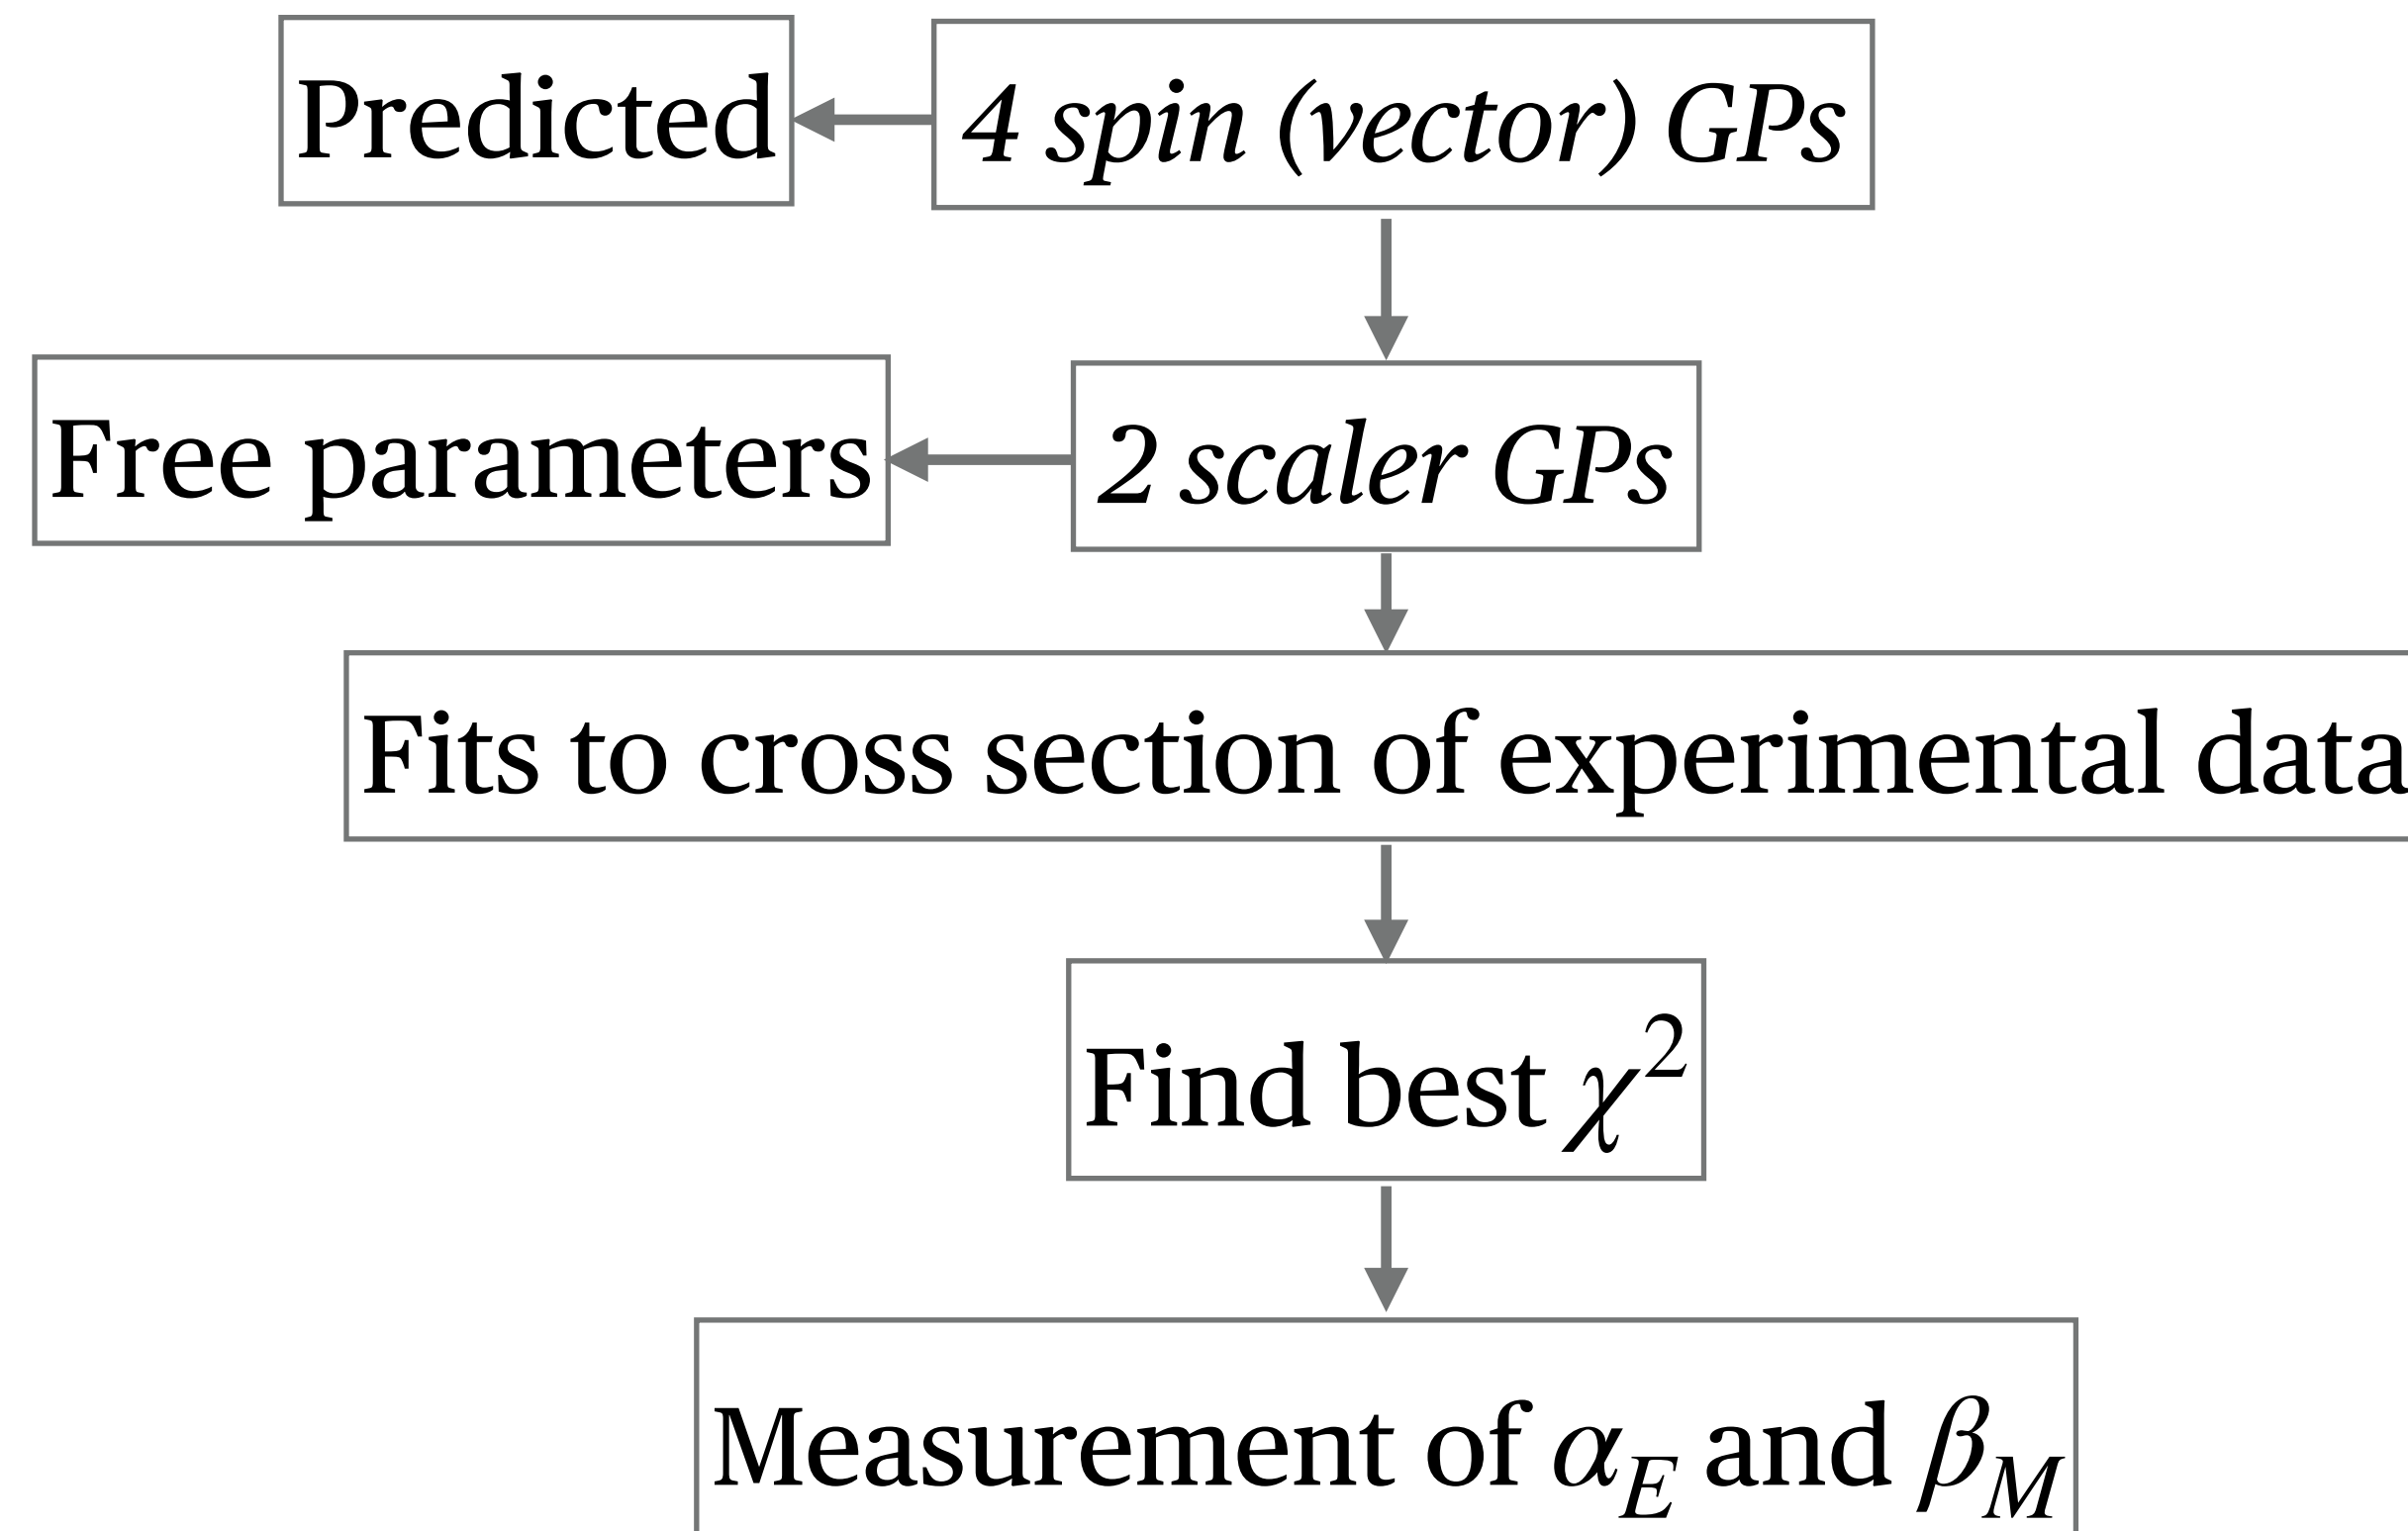 Predicted
4 spin (vector) GPs
Free parameters
2 scaler GPs
Fits to cross section of experimental data
Find best χ²
Measurement of α_E and β_M